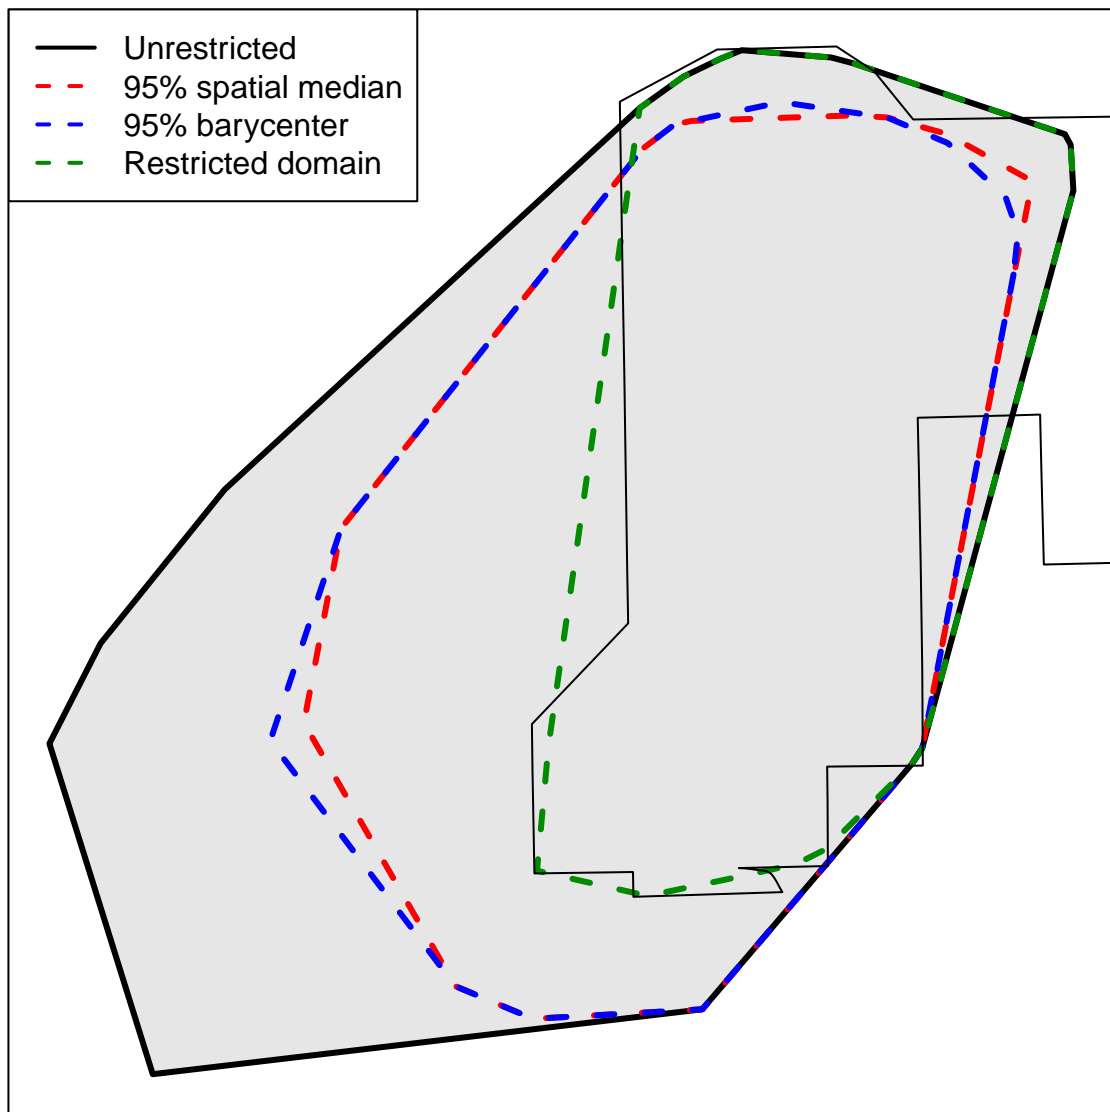 Unrestricted
95% spatial median
95% barycenter
Restricted domain